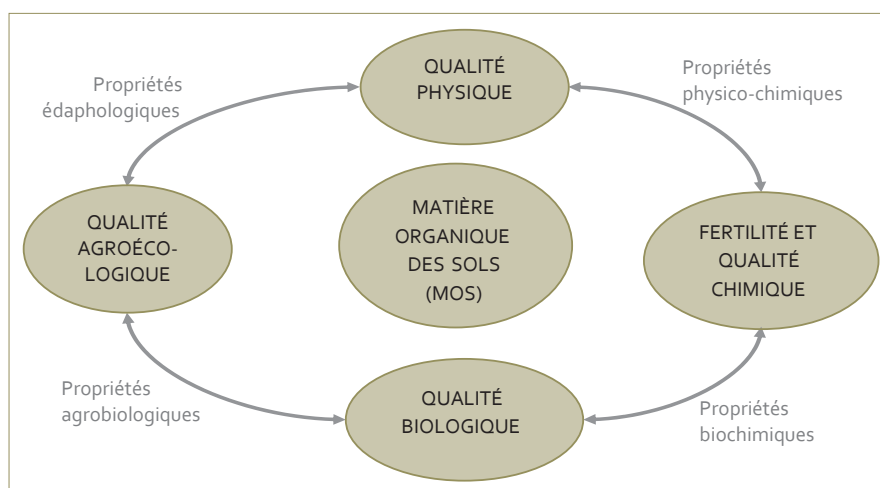 QUALITÉ
PHYSIQUE
Propriétés
édaphologiques
Propriétés
physico-chimiques
QUALITÉ
AGROÉCO-
LOGIQUE
MATIÈRE
ORGANIQUE
DES SOLS
(MOS)
FERTILITÉ ET
QUALITÉ
CHIMIQUE
Propriétés
agrobiologiques
QUALITÉ
BIOLOGIQUE
Propriétés
biochimiques